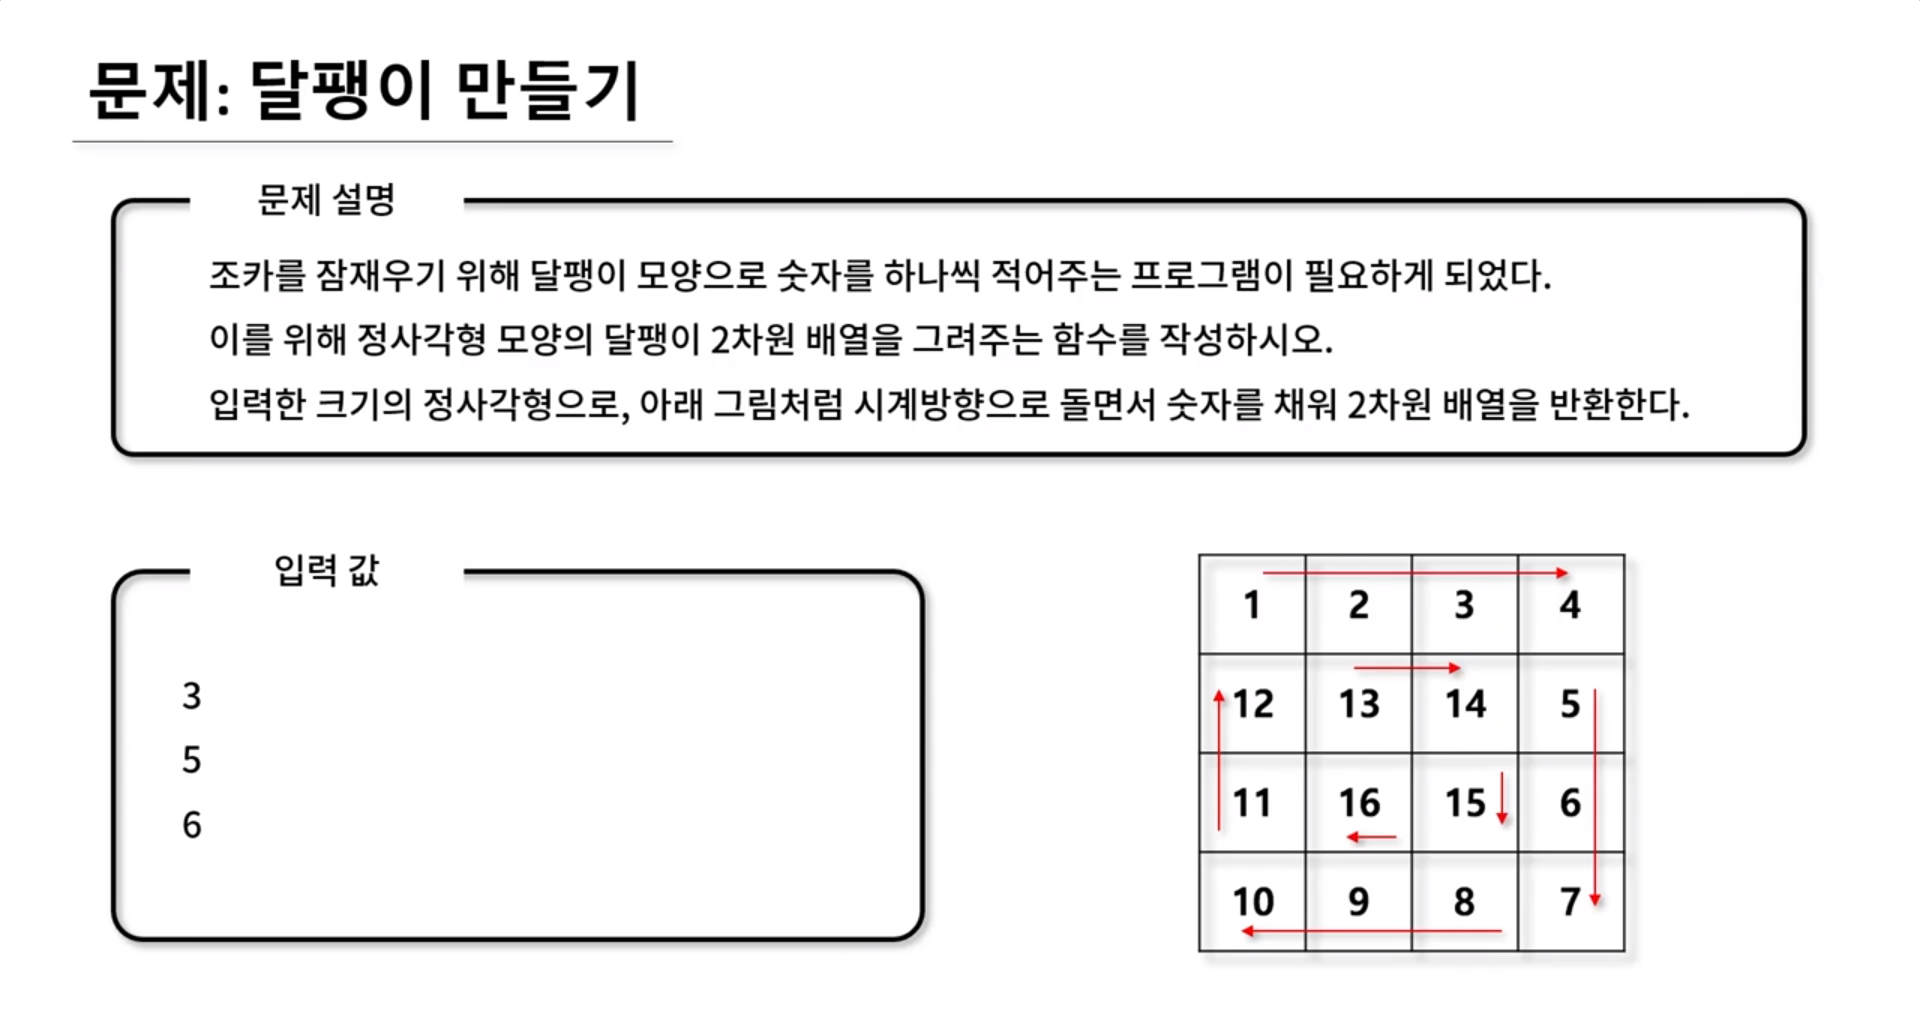 문제: 달팽이 만들기
문제 설명
조카를 잠재우기 위해 달팽이 모양으로 숫자를 하나씩 적어주는 프로그램이 필요하게 되었다.
이를 위해 정사각형 모양의 달팽이 2차원 배열을 그려주는 함수를 작성하시오.
입력한 크기의 정사각형으로, 아래 그림처럼 시계방향으로 돌면서 숫자를 채워 2차원 배열을 반환한다.
입력 값
3
5
6
1 2 3 4
12 13 14 5
11 16 15 6
10 9 8 7